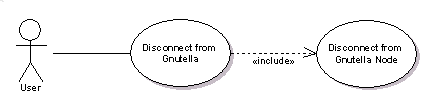 Disconnect from
Gnutella
«include»
Disconnect from
Gnutella Node
User